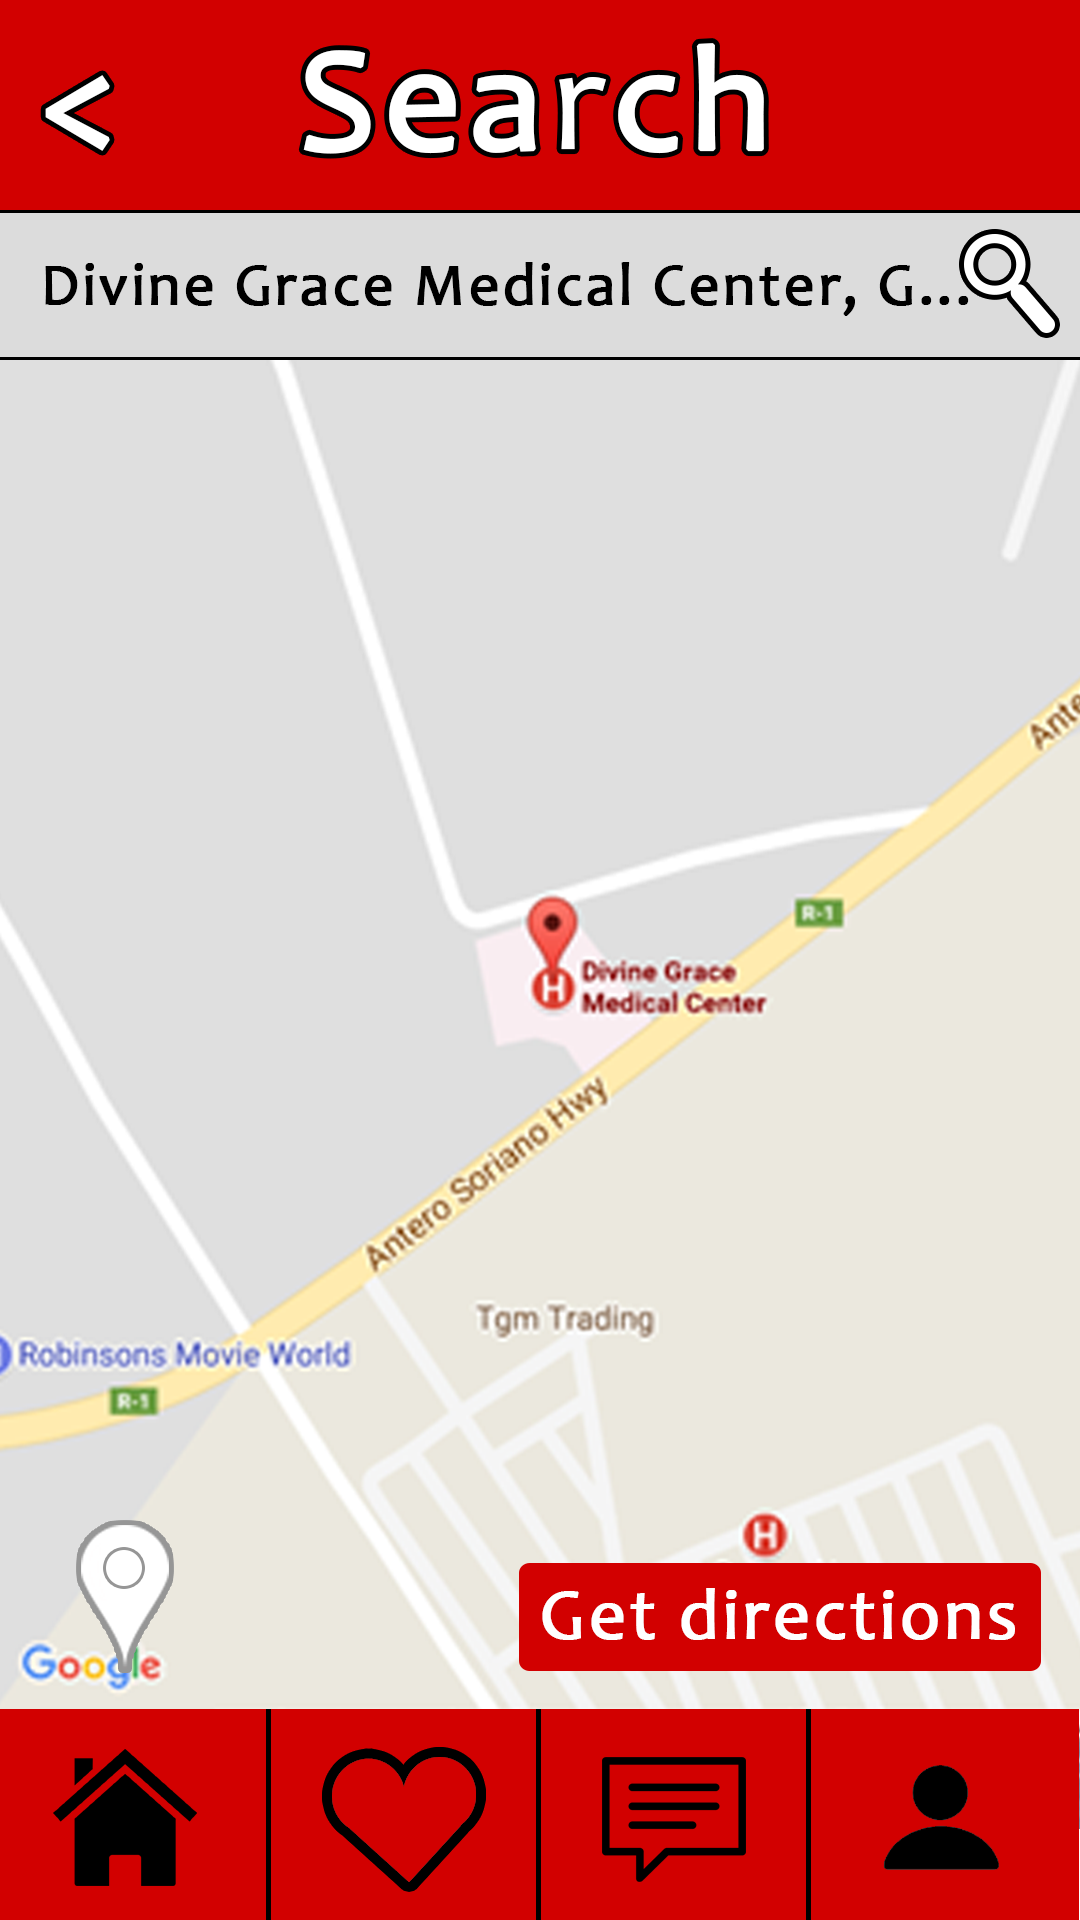 < Search
Divine Grace Medical Center, G...
Ante
R-1
Divine Grace
Medical Center
H
Antero Soriano Hwy
Tgm Trading
Robinsons Movie World
R-1
H
Get directions
Google